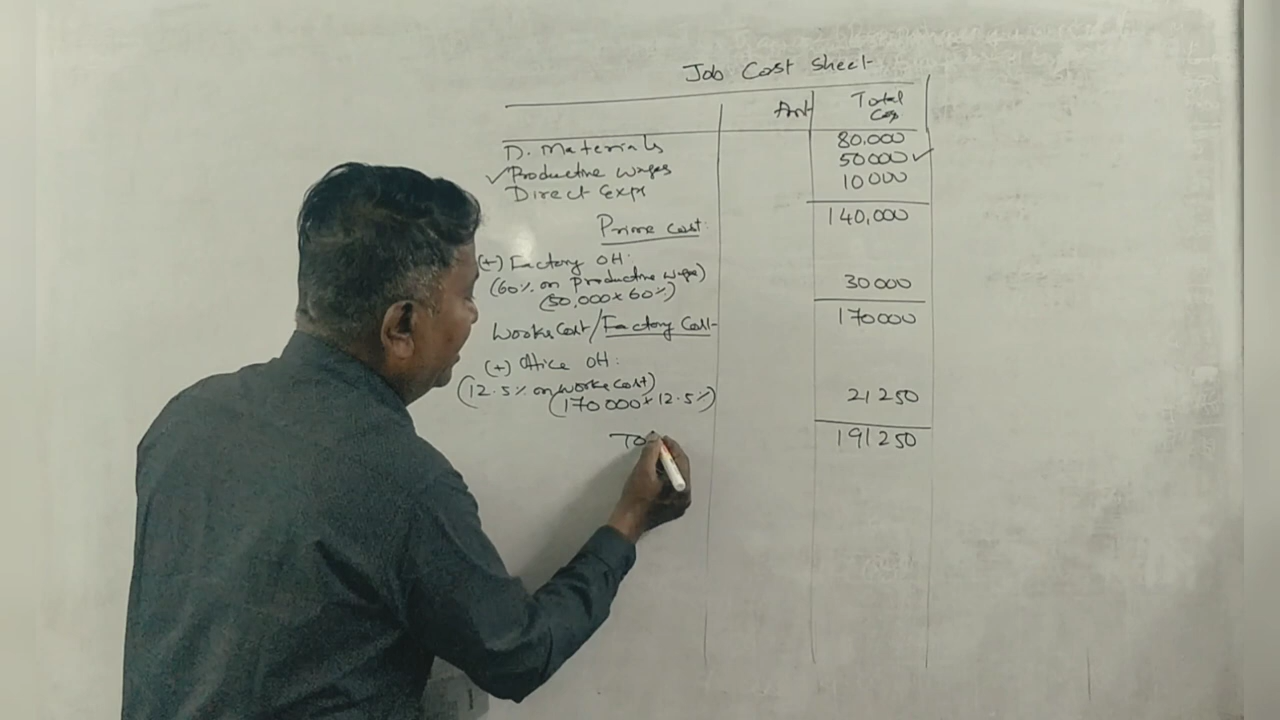 Job Cost Sheet
Amt Total
Cop
D. Materials 80,000
✓Productive wages 50000✓
Direct Exps 10000
Prime Cost: 140,000
(+) Factory OH:
(60% on Productive wages) 30000
(50,000×60%)
Works Cost/Factory Cost 170000
(+) Office OH:
(12.5% on works cost)
(170000×12.5%) 21250
To 191250